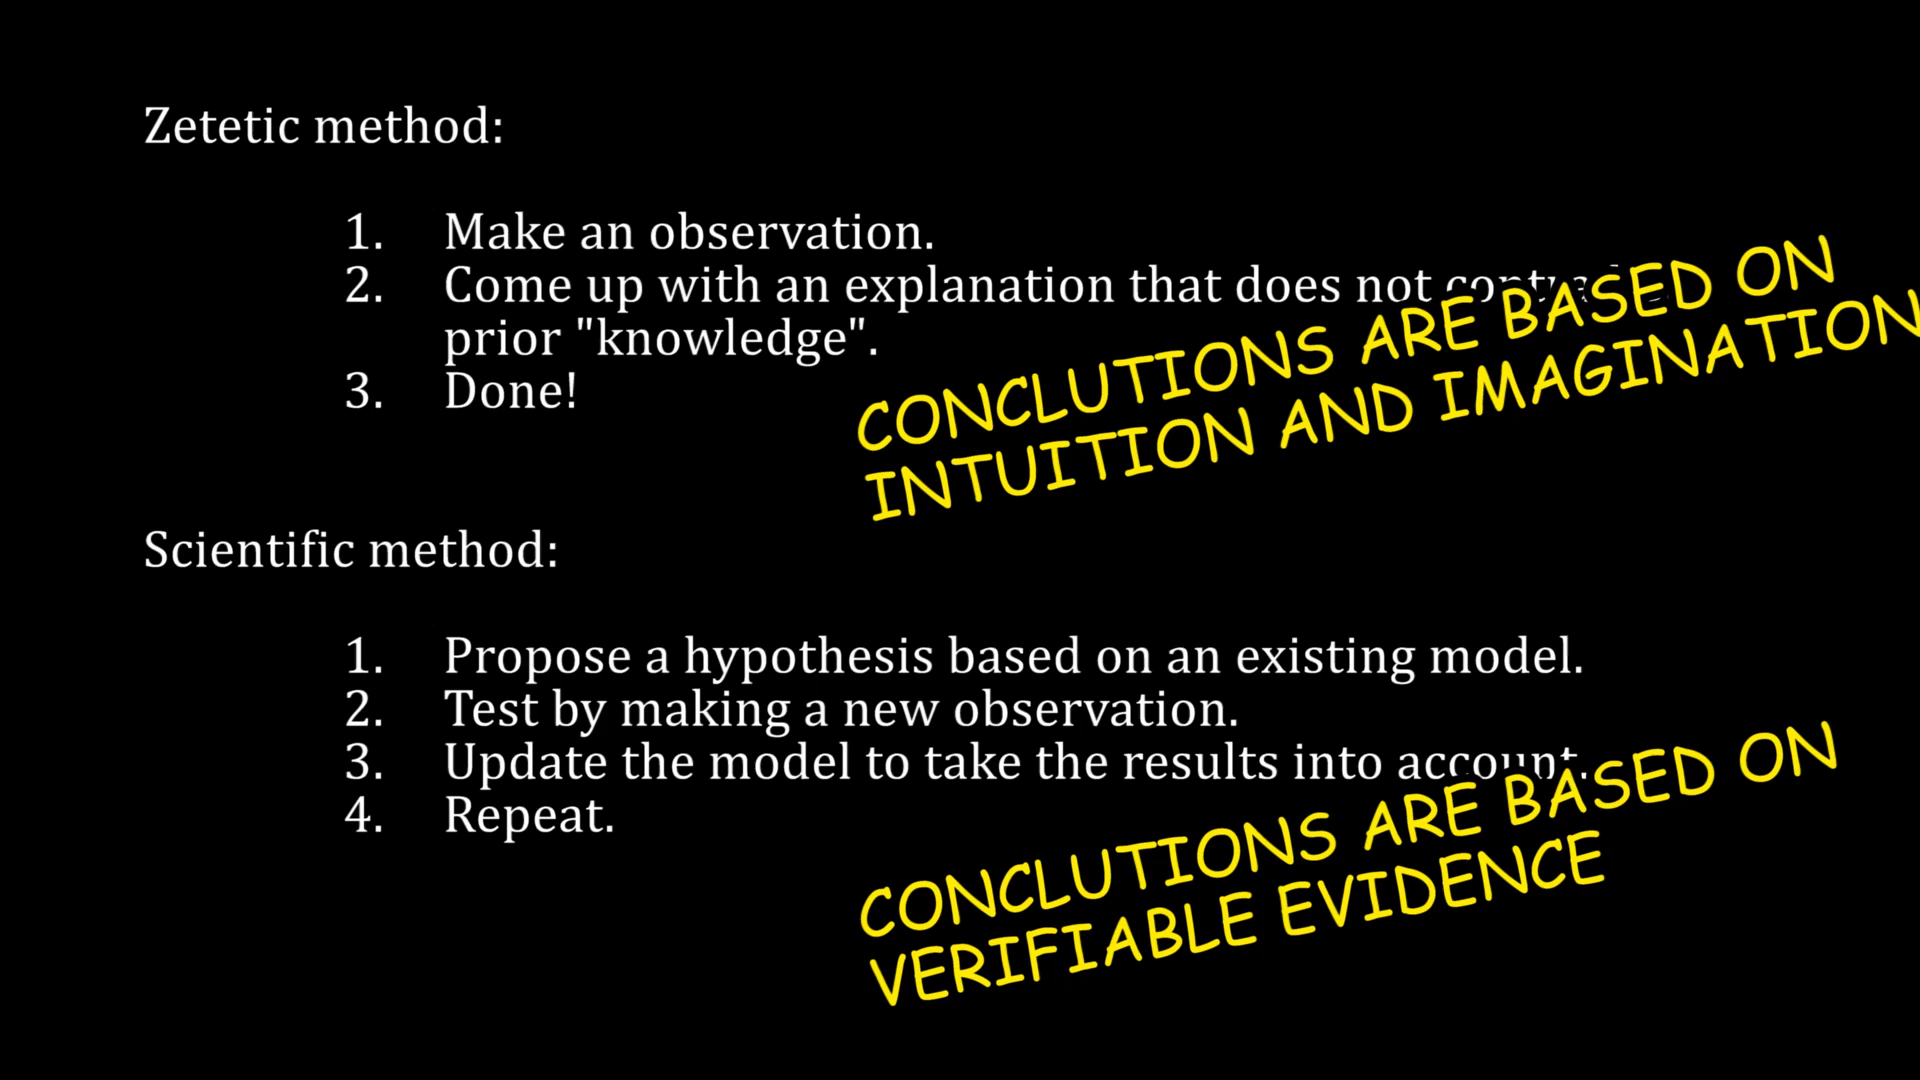 Zetetic method:
1. Make an observation.
2. Come up with an explanation that does not
prior "knowledge".
3. Done!
CONCLUTIONS ARE BASED ON
INTUITION AND IMAGINATION
Scientific method:
1. Propose a hypothesis based on an existing model.
2. Test by making a new observation.
3. Update the model to take the results into account.
4. Repeat.
CONCLUTIONS ARE BASED ON
VERIFIABLE EVIDENCE